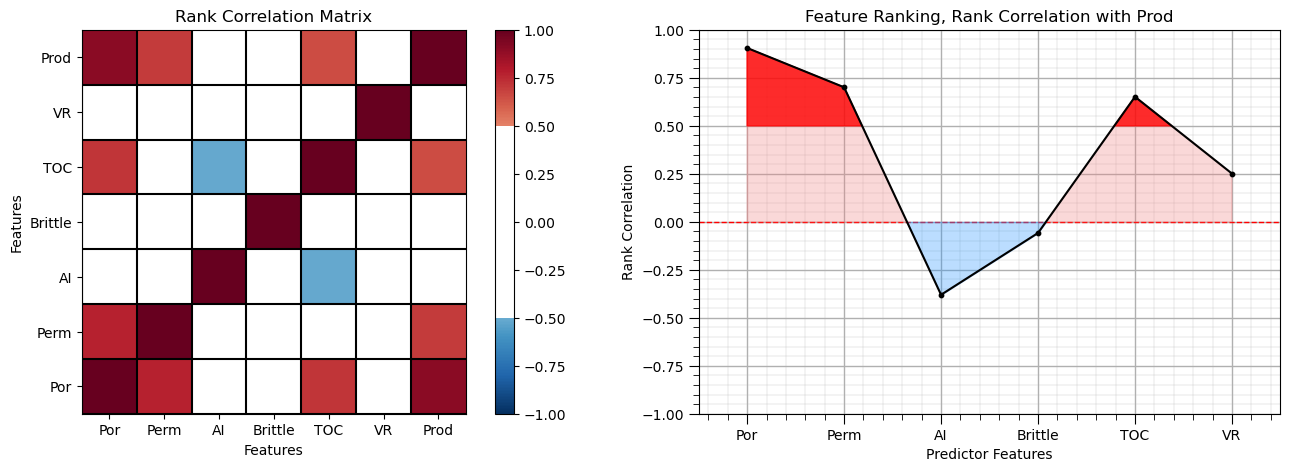 Rank Correlation Matrix
Features
Prod
VR
TOC
Brittle
AI
Perm
Por
Por Perm AI Brittle TOC VR Prod
Features
1.00
0.75
0.50
0.25
0.00
−0.25
−0.50
−0.75
−1.00
Feature Ranking, Rank Correlation with Prod
Rank Correlation
1.00
0.75
0.50
0.25
0.00
−0.25
−0.50
−0.75
−1.00
Por Perm AI Brittle TOC VR
Predictor Features